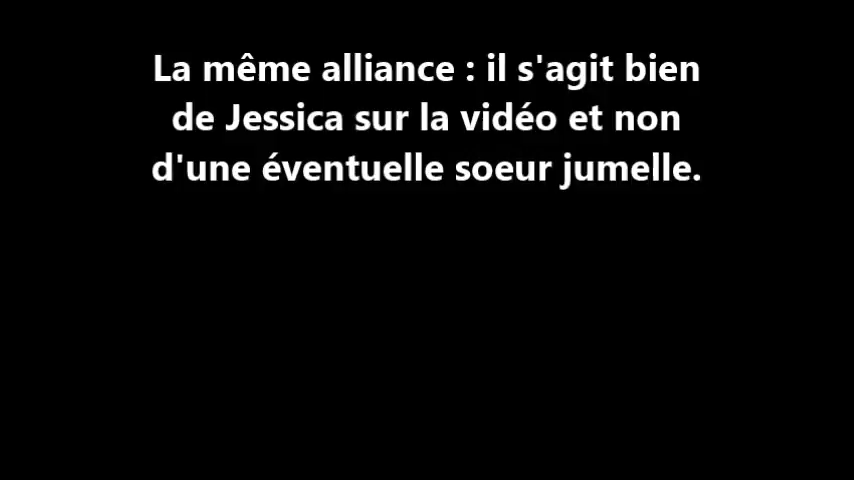 La même alliance : il s'agit bien
de Jessica sur la vidéo et non
d'une éventuelle soeur jumelle.